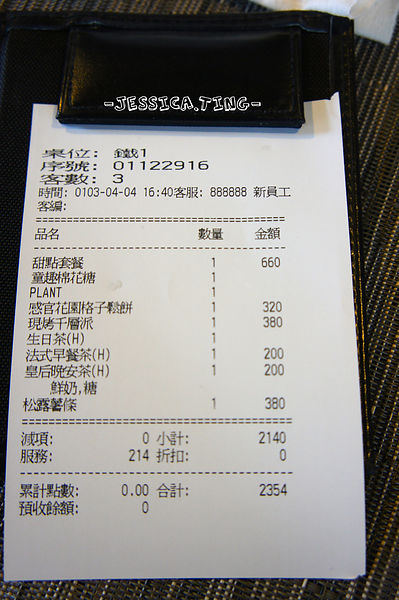 -JESSICA.TING-
桌位: 鐵1
序號: 01122916
客數: 3
時間: 0103-04-04 16:40客服: 888888 新員工
客編:
品名 數量 金額
甜點套餐 1 660
童趣棉花糖 1
PLANT 1
感官花園格子鬆餅 1 320
現烤千層派 1 380
生日茶(H) 1
法式早餐茶(H) 1 200
皇后晚安茶(H) 1 200
鮮奶,糖
松露薯條 1 380
減項: 0 小計: 2140
服務: 214 折扣: 0
累計點數: 0.00 合計: 2354
預收餘額: 0